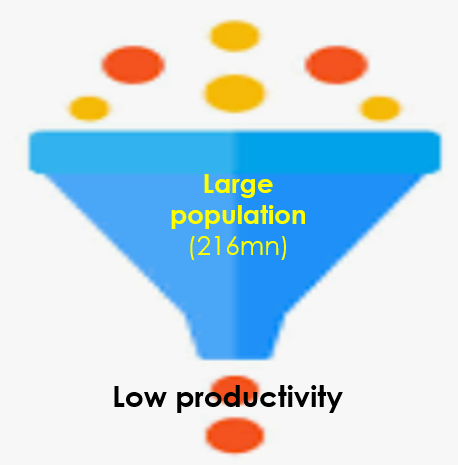 Large
population
(216mn)
Low productivity